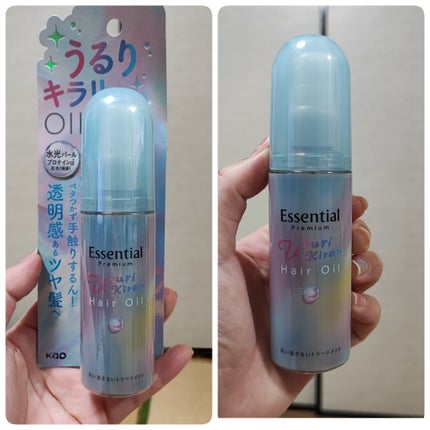 うるり
キラリ
OIL
水光パール
プロテインα
ベタつかず手触りするん！
透明感あるツヤ髪へ
Kao
Essential
Premium
Ururi
Kirari
Hair Oil
洗い流さないトリートメント
Essential
Premium
Ururi
Kirari
Hair Oil
洗い流さないトリートメント